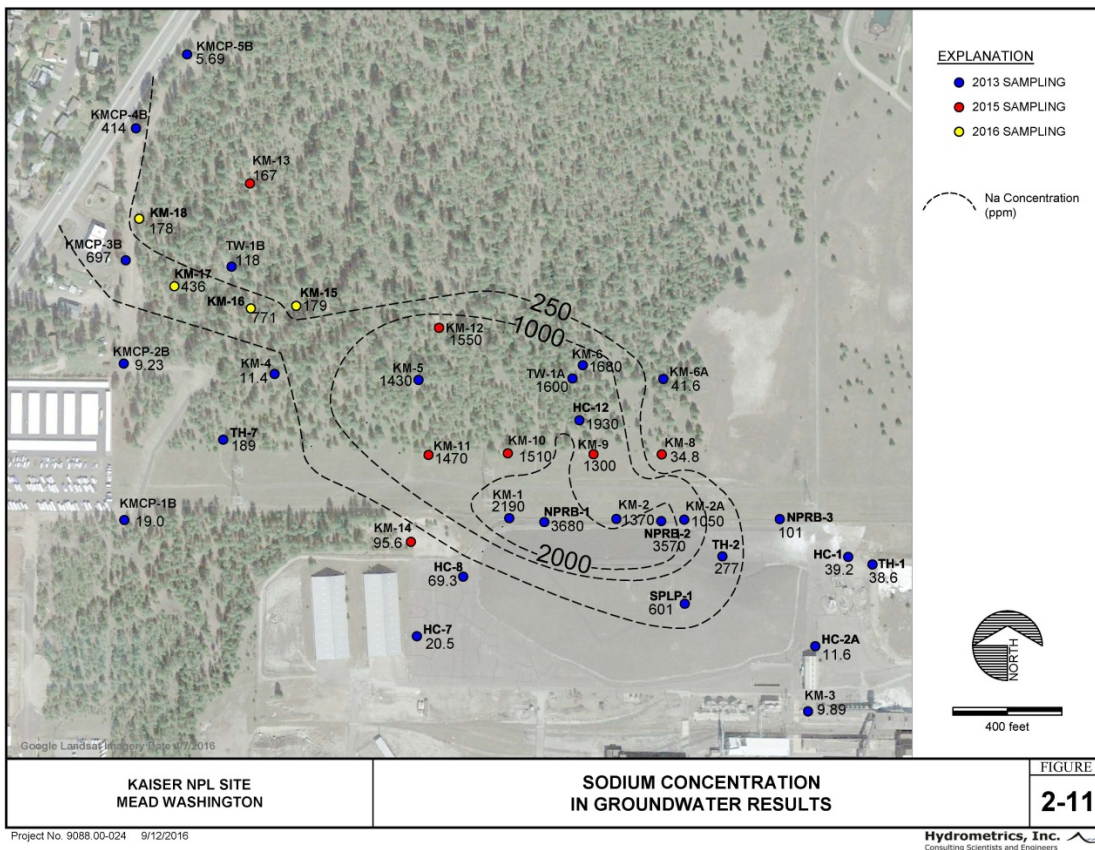 KMCP-5B
5.69
KMCP-4B
414
KM-13
167
KM-18
178
KMCP-3B
697
TW-1B
118
KM-17
436
KM-16
771
KM-15
179
250
1000
KM-12
1550
KMCP-2B
9.23
KM-4
11.4
KM-5
1430
KM-6
1680
TW-1A
1600
KM-6A
41.6
HC-12
1930
TH-7
189
KM-11
1470
KM-10
1510
KM-9
1300
KM-8
34.8
KMCP-1B
19.0
KM-1
2190
NPRB-1
3680
KM-2
1370
KM-2A
1050
NPRB-2
3570
NPRB-3
101
KM-14
95.6
2000
TH-2
277
HC-1
39.2
TH-1
38.6
HC-8
69.3
SPLP-1
601
HC-7
20.5
HC-2A
11.6
KM-3
9.89
Google Landsat Imagery Date 4/7/2016
EXPLANATION
2013 SAMPLING
2015 SAMPLING
2016 SAMPLING
Na Concentration
(ppm)
NORTH
400 feet
KAISER NPL SITE
MEAD WASHINGTON
SODIUM CONCENTRATION
IN GROUNDWATER RESULTS
FIGURE
2-11
Project No. 9088.00-024 9/12/2016
Hydrometrics, Inc.
Consulting Scientists and Engineers